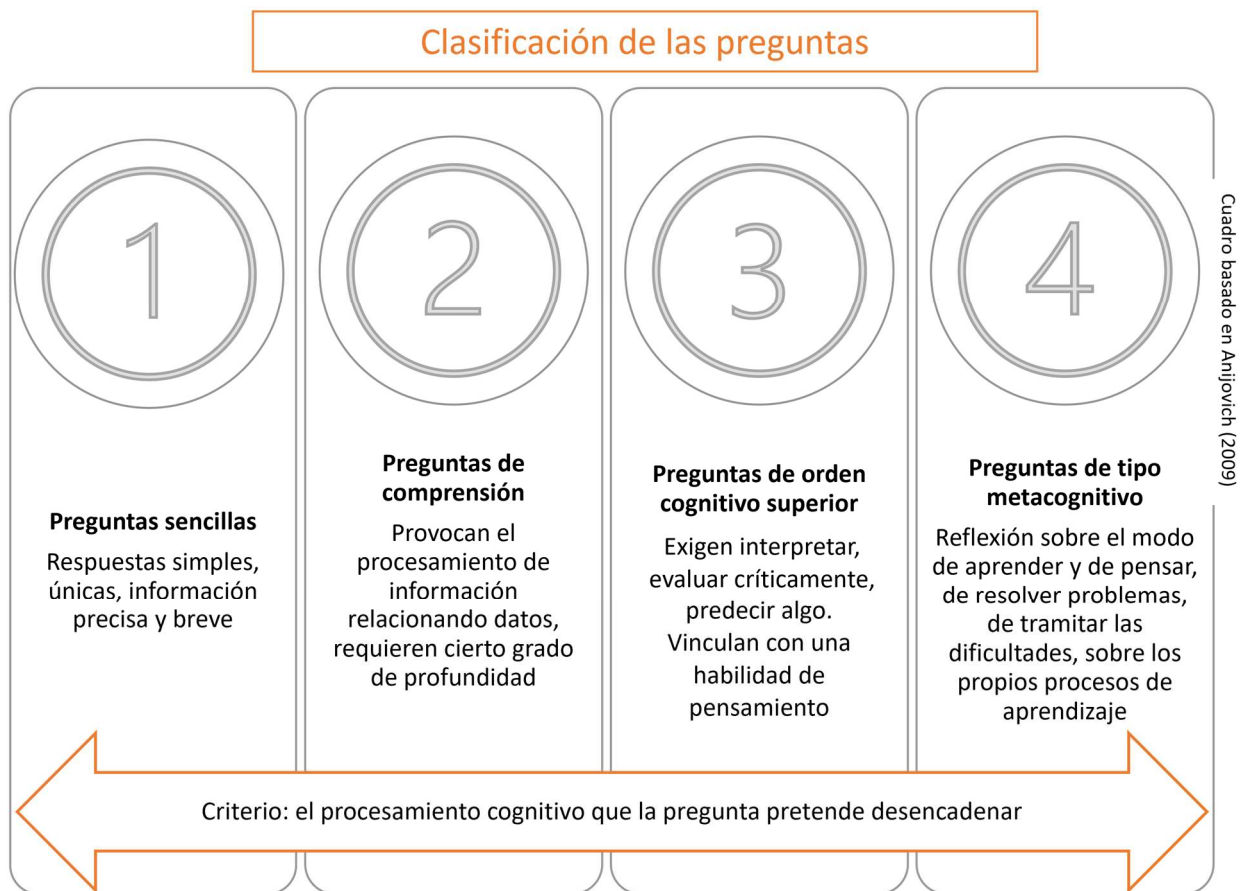 Clasificación de las preguntas
1
Preguntas sencillas
Respuestas simples,
únicas, información
precisa y breve
2
Preguntas de
comprensión
Provocan el
procesamiento de
información
relacionando datos,
requieren cierto grado
de profundidad
3
Preguntas de orden
cognitivo superior
Exigen interpretar,
evaluar críticamente,
predecir algo.
Vinculan con una
habilidad de
pensamiento
4
Preguntas de tipo
metacognitivo
Reflexión sobre el modo
de aprender y de pensar,
de resolver problemas,
de tramitar las
dificultades, sobre los
propios procesos de
aprendizaje
Cuadro basado en Anijovich (2009)
Criterio: el procesamiento cognitivo que la pregunta pretende desencadenar